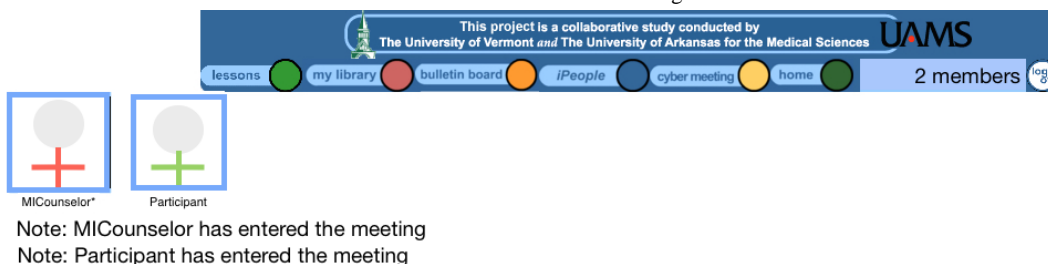 This project is a collaborative study conducted by
The University of Vermont and The University of Arkansas for the Medical Sciences
UAMS
lessons my library bulletin board iPeople cyber meeting home 2 members log
MICounselor* Participant
Note: MICounselor has entered the meeting
Note: Participant has entered the meeting